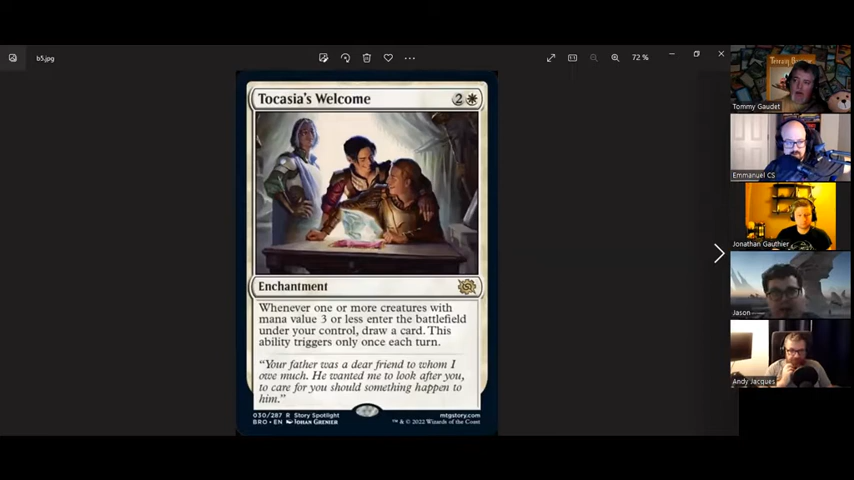 b5.jpg
72 %
Tocasia's Welcome
2
Enchantment
Whenever one or more creatures with
mana value 3 or less enter the battlefield
under your control, draw a card. This
ability triggers only once each turn.
"Your father was a dear friend to whom I
owe much. He wanted me to look after you,
to care for you should something happen to
him."
030/287 R Story Spotlight
BRO • EN Johan Grenier
mtgstory.com
™ & © 2022 Wizards of the Coast
Tommy Gaudet
Emmanuel CS
Jonathan Gauthier
Jason
Andy Jacques